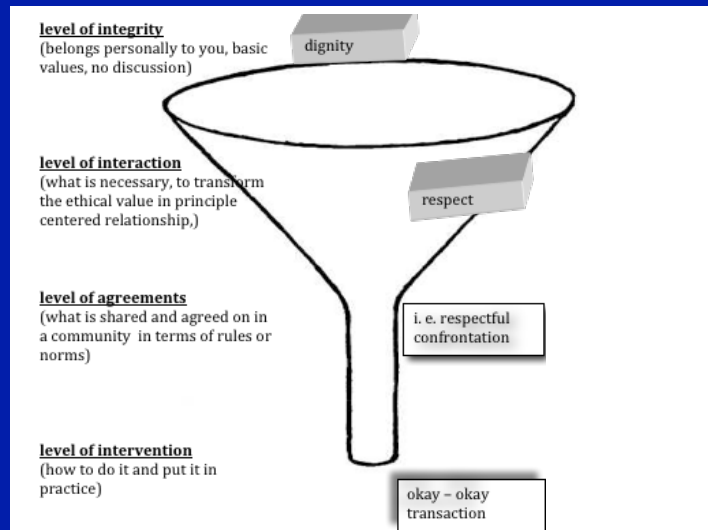 level of integrity
(belongs personally to you, basic
values, no discussion)
dignity
level of interaction
(what is necessary, to transform
the ethical value in principle
centered relationship,)
respect
level of agreements
(what is shared and agreed on in
a community in terms of rules or
norms)
i. e. respectful
confrontation
level of intervention
(how to do it and put it in
practice)
okay – okay
transaction